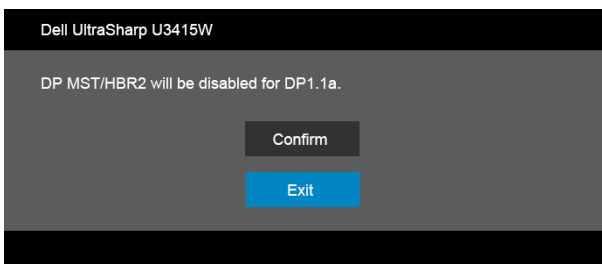 Dell UltraSharp U3415W
DP MST/HBR2 will be disabled for DP1.1a.
Confirm
Exit